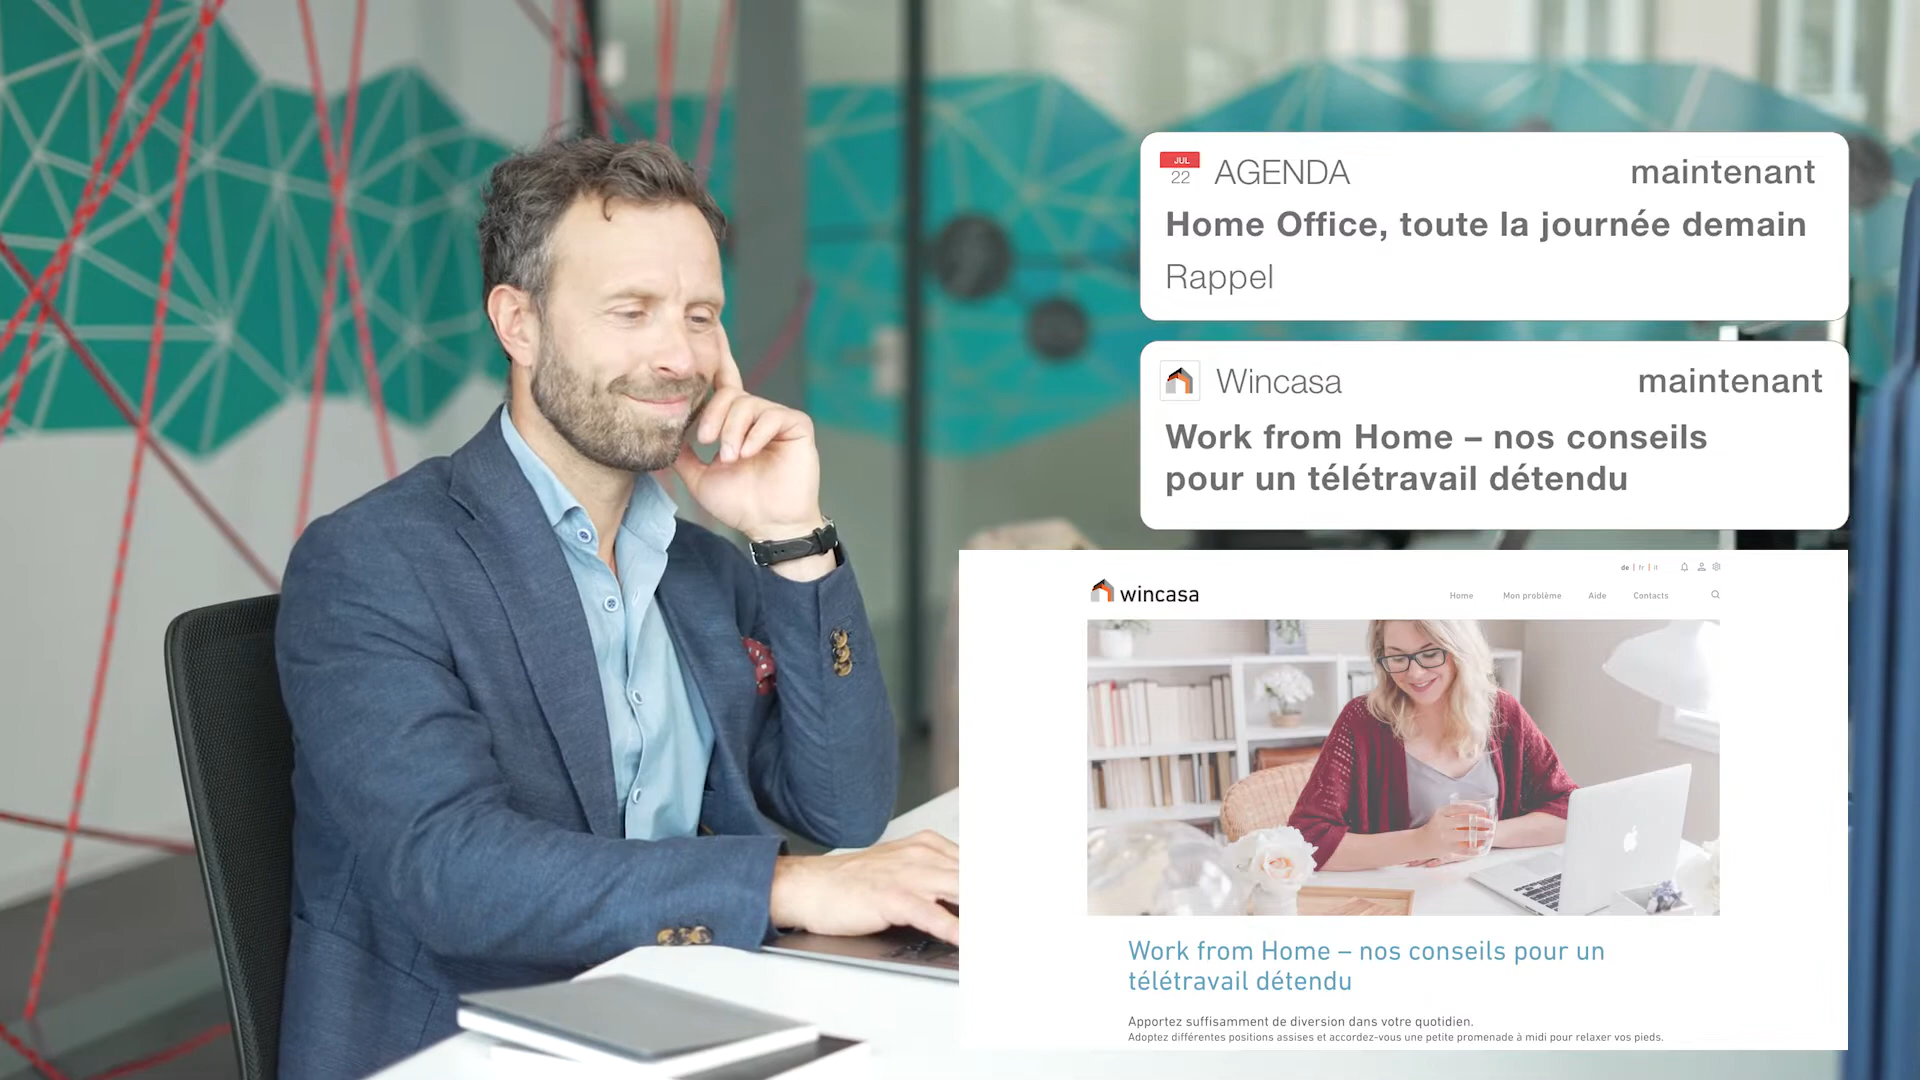 JUL
22
AGENDA
maintenant
Home Office, toute la journée demain
Rappel
Wincasa
maintenant
Work from Home – nos conseils
pour un télétravail détendu
de | fr | it
wincasa
Home
Mon problème
Aide
Contacts
Work from Home – nos conseils pour un
télétravail détendu
Apportez suffisamment de diversion dans votre quotidien.
Adoptez différentes positions assises et accordez-vous une petite promenade à midi pour relaxer vos pieds.